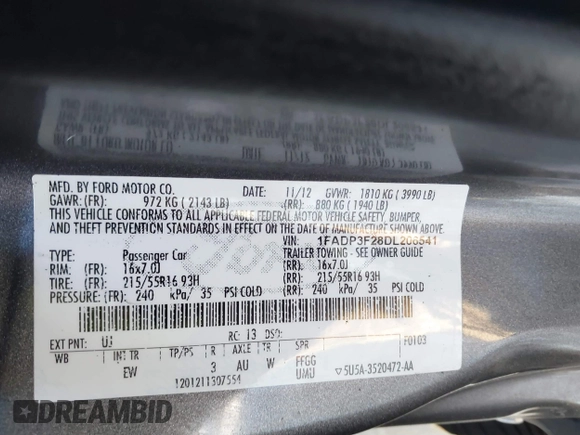 MFD. BY FORD MOTOR CO. DATE: 11/12 GVWR: 1810 KG ( 3990 LB)
GAWR: (FR): 972 KG ( 2143 LB) (RR): 880 KG ( 1940 LB)
THIS VEHICLE CONFORMS TO ALL APPLICABLE FEDERAL MOTOR VEHICLE SAFETY, BUMPER,
AND THEFT PREVENTION STANDARDS IN EFFECT ON THE DATE OF MANUFACTURE SHOWN ABOVE.
VIN: 1FADP3F28DL206541
TYPE: Passenger Car TRAILER TOWING - SEE OWNER GUIDE
RIM: (FR) 16x7.0J (RR) 16x7.0J
TIRE: (FR) 215/55R16 93H (RR) 215/55R16 93H
PRESSURE: (FR) 240 kPa/ 35 PSI COLD (RR) 240 kPa/ 35 PSI COLD
EXT PNT: UJ RC: 13 DSO: F0103
WB INT TR TP/PS R AXLE TR SPR
EW 3 AU W FFGG
UMU
1201211307554 5U5A-3520472-AA
DREAMBID